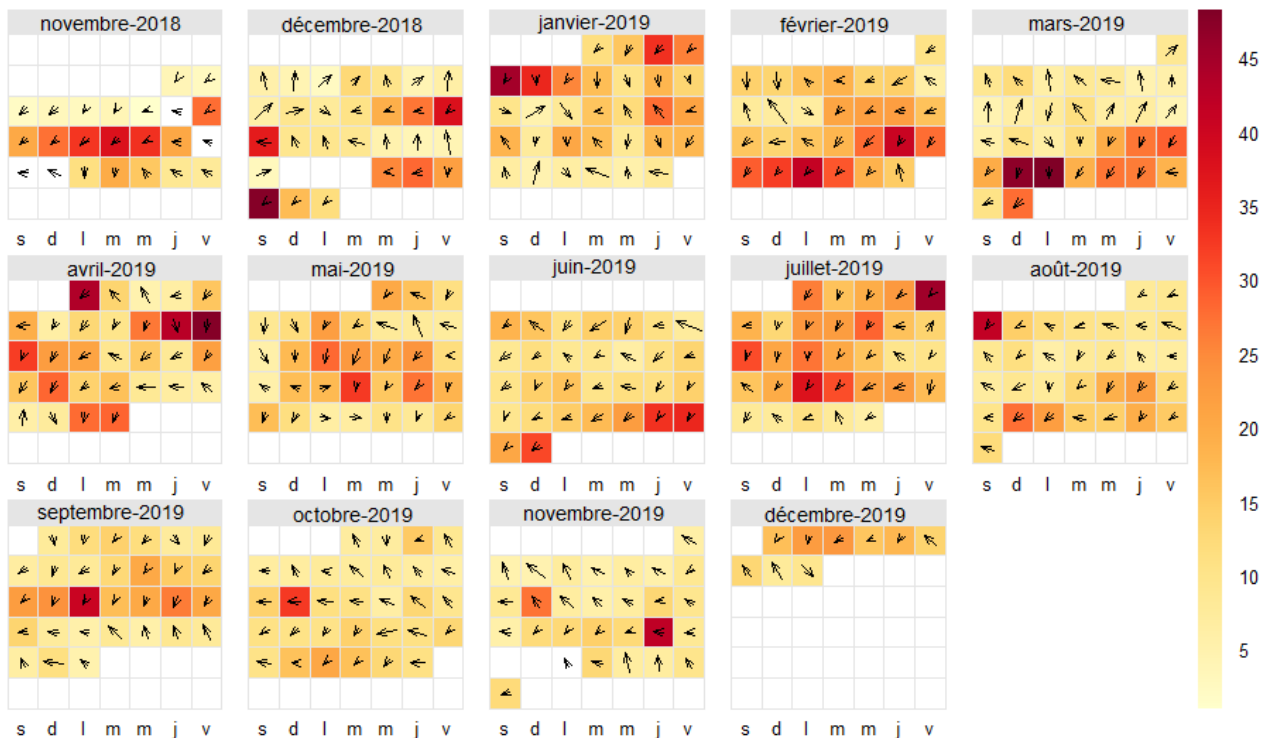 novembre-2018 décembre-2018 janvier-2019 février-2019 mars-2019
45
40
35
s d l m m j v s d l m m j v s d l m m j v s d l m m j v s d l m m j v
avril-2019 mai-2019 juin-2019 juillet-2019 août-2019
30
25
20
s d l m m j v s d l m m j v s d l m m j v s d l m m j v s d l m m j v
septembre-2019 octobre-2019 novembre-2019 décembre-2019
15
10
5
s d l m m j v s d l m m j v s d l m m j v s d l m m j v